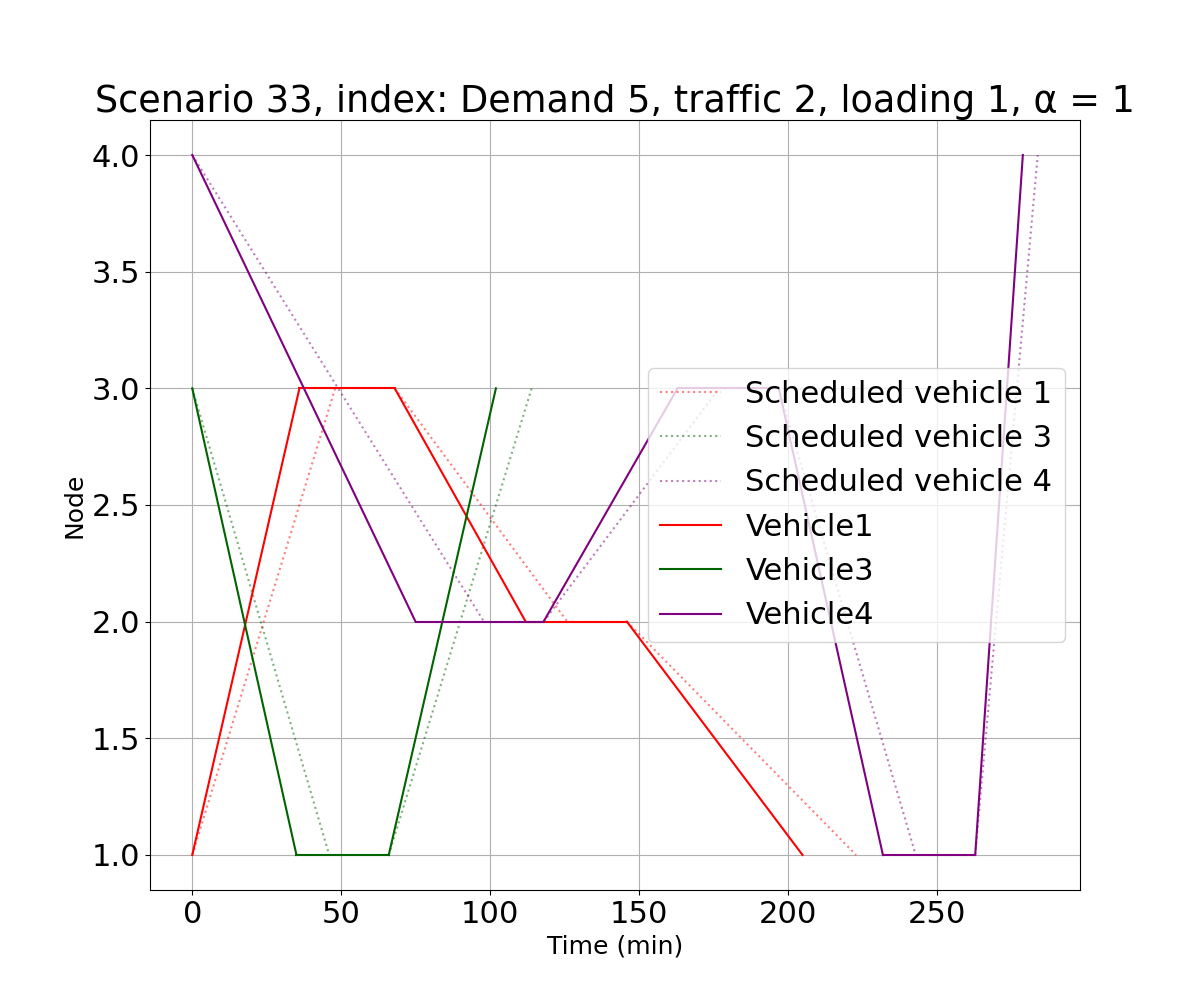 Scenario 33, index: Demand 5, traffic 2, loading 1, α = 1
4.0
3.5
3.0
2.5
2.0
1.5
1.0
Node
Scheduled vehicle 1
Scheduled vehicle 3
Scheduled vehicle 4
Vehicle1
Vehicle3
Vehicle4
0 50 100 150 200 250
Time (min)